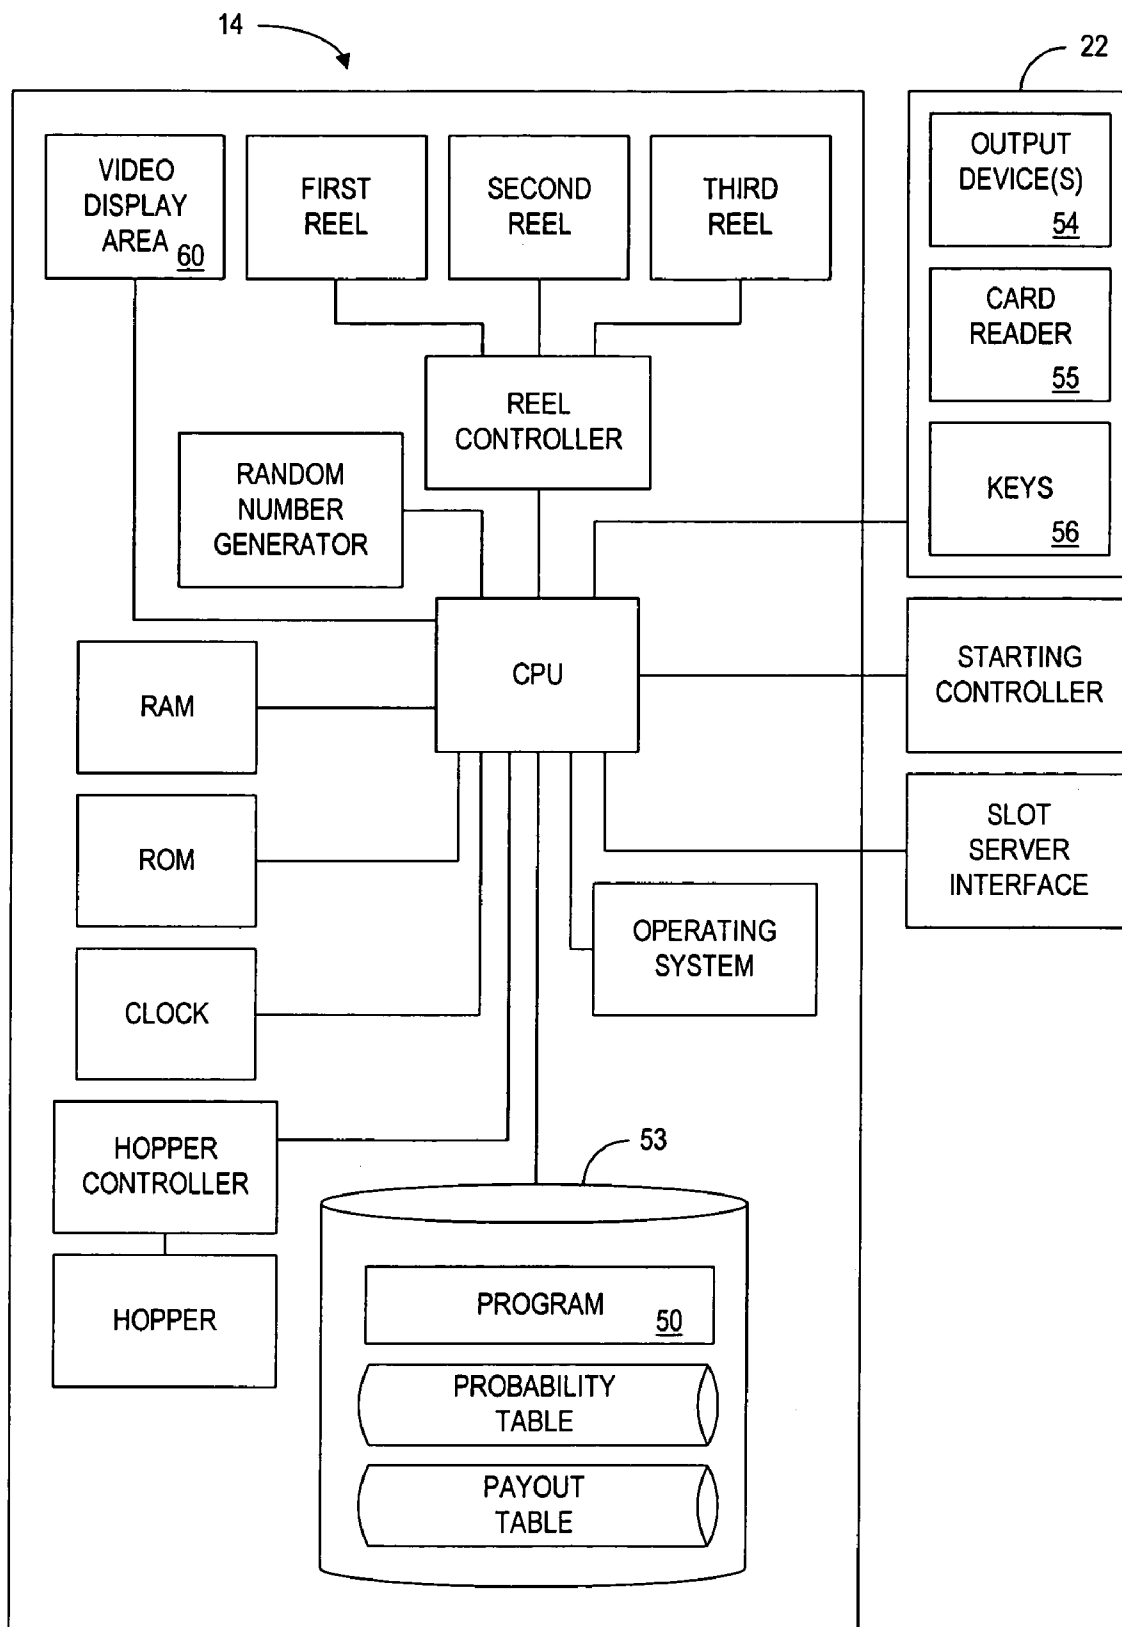 14
22
VIDEO
DISPLAY
AREA 60
FIRST
REEL
SECOND
REEL
THIRD
REEL
OUTPUT
DEVICE(S)
54
CARD
READER
55
KEYS
56
REEL
CONTROLLER
RANDOM
NUMBER
GENERATOR
CPU
STARTING
CONTROLLER
RAM
SLOT
SERVER
INTERFACE
ROM
OPERATING
SYSTEM
CLOCK
HOPPER
CONTROLLER
53
HOPPER
PROGRAM 50
PROBABILITY
TABLE
PAYOUT
TABLE